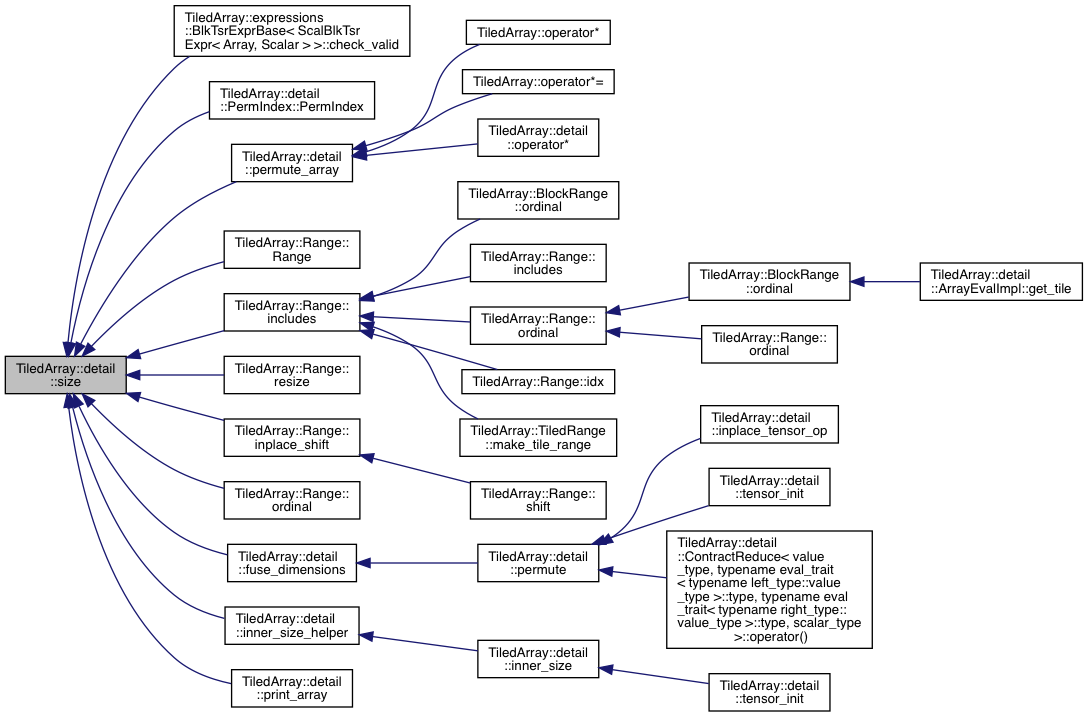 TiledArray::detail
::size
TiledArray::expressions
::BlkTsrExprBase< ScalBlkTsr
Expr< Array, Scalar > >::check_valid
TiledArray::detail
::PermIndex::PermIndex
TiledArray::detail
::permute_array
TiledArray::Range::
Range
TiledArray::Range::
includes
TiledArray::Range::
resize
TiledArray::Range::
inplace_shift
TiledArray::Range::
ordinal
TiledArray::detail
::fuse_dimensions
TiledArray::detail
::inner_size_helper
TiledArray::detail
::print_array
TiledArray::operator*
TiledArray::operator*=
TiledArray::detail
::operator*
TiledArray::BlockRange
::ordinal
TiledArray::Range::
includes
TiledArray::Range::
ordinal
TiledArray::Range::idx
TiledArray::TiledRange
::make_tile_range
TiledArray::Range::
shift
TiledArray::detail
::permute
TiledArray::detail
::inner_size
TiledArray::BlockRange
::ordinal
TiledArray::Range::
ordinal
TiledArray::detail
::inplace_tensor_op
TiledArray::detail
::tensor_init
TiledArray::detail
::ContractReduce< value
_type, typename eval_trait
< typename left_type::value
_type >::type, typename eval
_trait< typename right_type::
value_type >::type, scalar_type
>::operator()
TiledArray::detail
::tensor_init
TiledArray::detail
::ArrayEvalImpl::get_tile